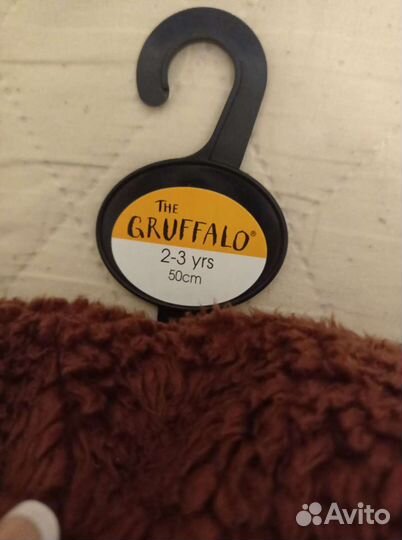 THE
GRUFFALO®
2-3 yrs
50cm
Avito